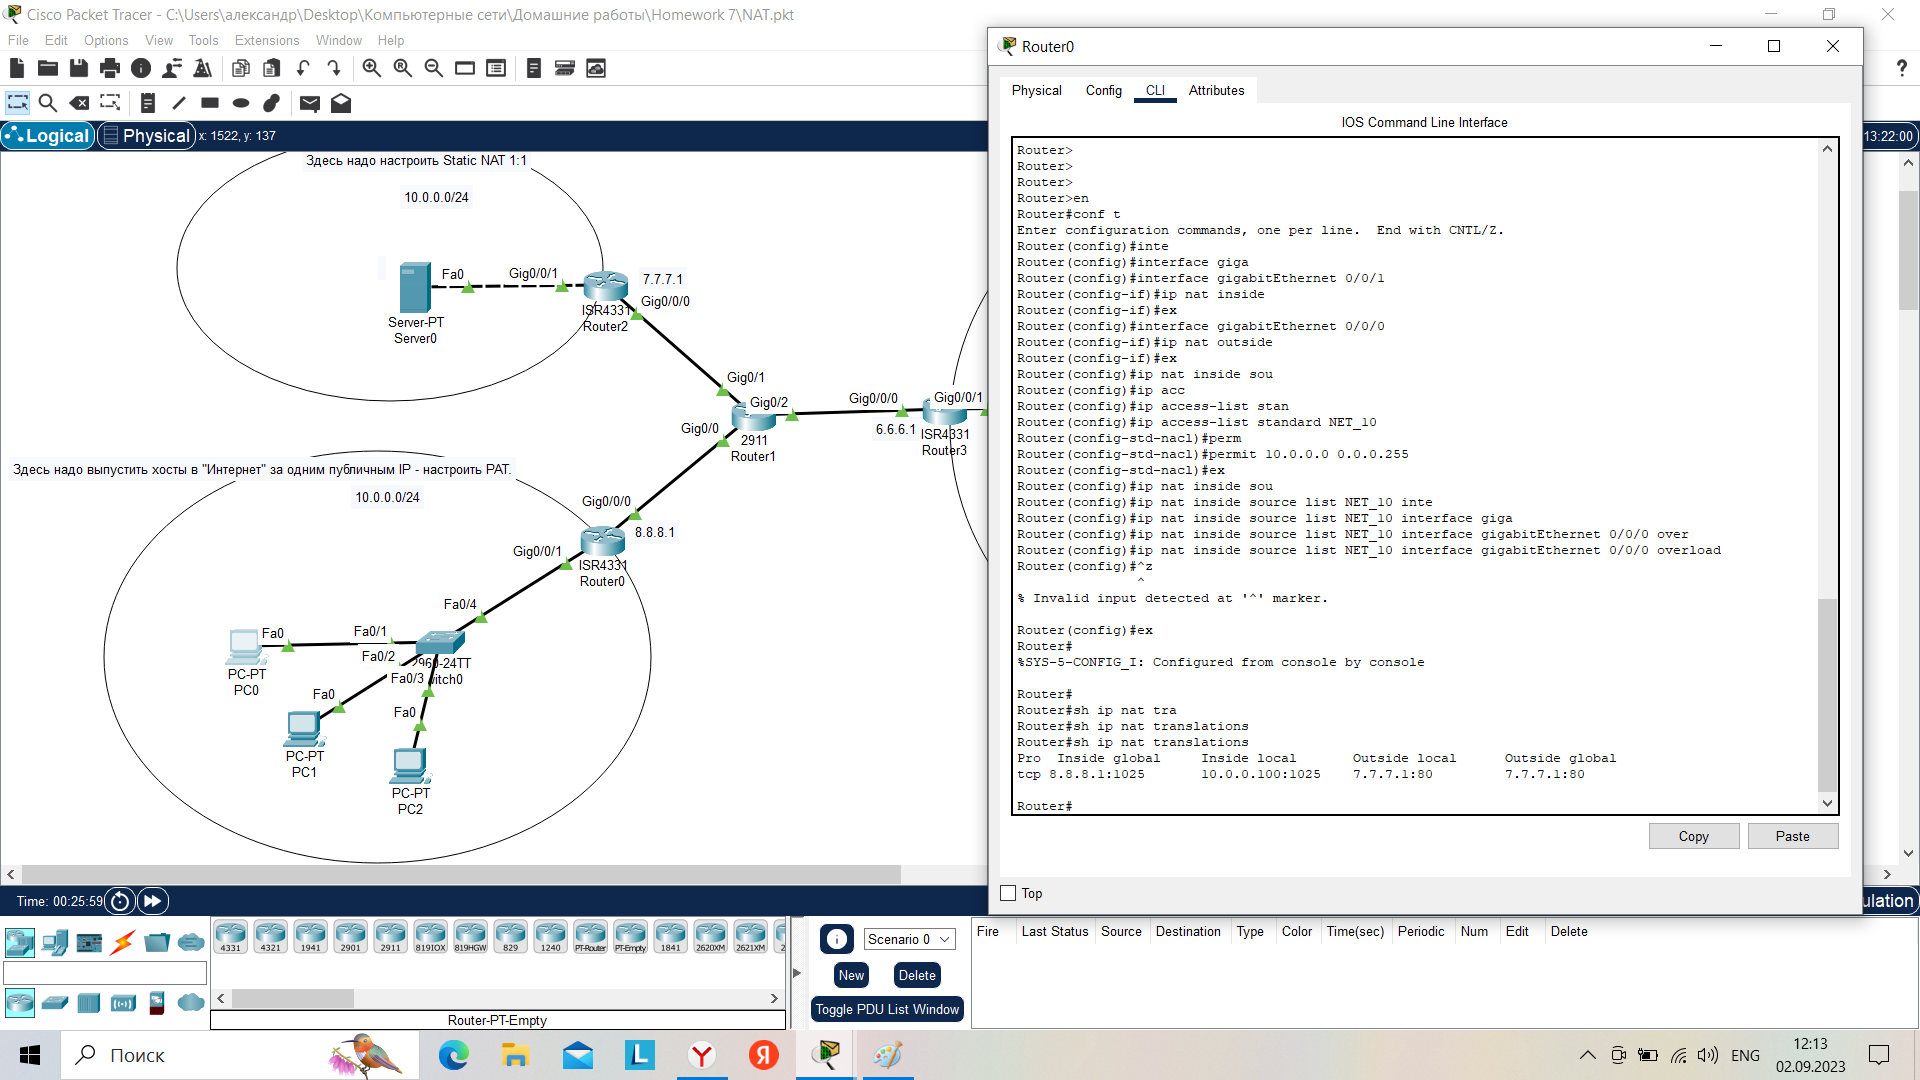 Cisco Packet Tracer - C:\Users\александр\Desktop\Компьютерные сети\Домашние работы\Homework 7\NAT.pkt
File Edit Options View Tools Extensions Window Help
Logical Physical x: 1522, y: 137
13:22:00
Здесь надо настроить Static NAT 1:1
10.0.0.0/24
Fa0
Gig0/0/1
7.7.7.1
Gig0/0/0
Server-PT
Server0
ISR4331
Router2
Gig0/1
Gig0/2
Gig0/0
2911
Router1
Gig0/0/0
Gig0/0/1
6.6.6.1
ISR4331
Router3
Здесь надо выпустить хосты в "Интернет" за одним публичным IP - настроить PAT.
10.0.0.0/24
Gig0/0/0
8.8.8.1
Gig0/0/1
ISR4331
Router0
Fa0/4
Fa0
Fa0/1
Fa0/2
2960-24TT
Fa0/3
witch0
PC-PT
PC0
Fa0
Fa0
PC-PT
PC1
PC-PT
PC2
Router0
Physical Config CLI Attributes
IOS Command Line Interface
Router>
Router>
Router>
Router>en
Router#conf t
Enter configuration commands, one per line.  End with CNTL/Z.
Router(config)#inte
Router(config)#interface giga
Router(config)#interface gigabitEthernet 0/0/1
Router(config-if)#ip nat inside
Router(config-if)#ex
Router(config)#interface gigabitEthernet 0/0/0
Router(config-if)#ip nat outside
Router(config-if)#ex
Router(config)#ip nat inside sou
Router(config)#ip acc
Router(config)#ip access-list stan
Router(config)#ip access-list standard NET_10
Router(config-std-nacl)#perm
Router(config-std-nacl)#permit 10.0.0.0 0.0.0.255
Router(config-std-nacl)#ex
Router(config)#ip nat inside sou
Router(config)#ip nat inside source list NET_10 inte
Router(config)#ip nat inside source list NET_10 interface giga
Router(config)#ip nat inside source list NET_10 interface gigabitEthernet 0/0/0 over
Router(config)#ip nat inside source list NET_10 interface gigabitEthernet 0/0/0 overload
Router(config)#^z
^
% Invalid input detected at '^' marker.
Router(config)#ex
Router#
%SYS-5-CONFIG_I: Configured from console by console
Router#
Router#sh ip nat tra
Router#sh ip nat translations
Router#sh ip nat translations
Pro  Inside global     Inside local       Outside local      Outside global
tcp 8.8.8.1:1025       10.0.0.100:1025    7.7.7.1:80         7.7.7.1:80
Router#
Copy Paste
Top
Time: 00:25:59
ulation
4331 4321 1941 2901 2911 819IOX 819HGW 829 1240 PT-Router PT-Empty 1841 2620XM 2621XM 2
Router-PT-Empty
Scenario 0
New Delete
Toggle PDU List Window
Fire Last Status Source Destination Type Color Time(sec) Periodic Num Edit Delete
Поиск
ENG
12:13
02.09.2023